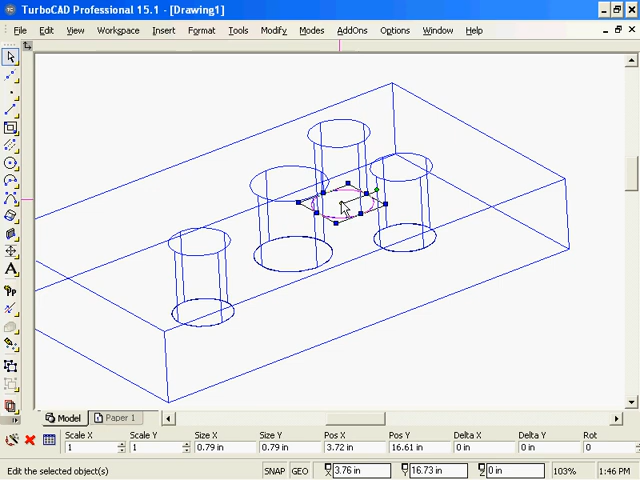 TurboCAD Professional 15.1 - [Drawing1]
File Edit View Workspace Insert Format Tools Modify Modes AddOns Options Window Help
Model Paper 1
Scale X Scale Y Size X Size Y Pos X Pos Y Delta X Delta Y Rot
1 1 0.79 in 0.79 in 3.72 in 16.61 in 0 in 0 in 0
Edit the selected object(s) SNAP GEO X 3.76 in Y 16.73 in Z 0 in 103% 1:46 PM